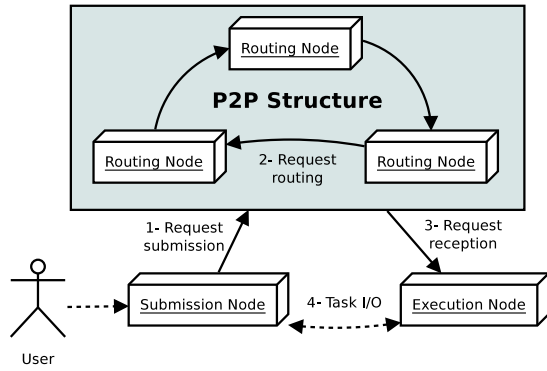 Routing Node
P2P Structure
Routing Node
2- Request
routing
Routing Node
1- Request
submission
3- Request
reception
Submission Node
4- Task I/O
Execution Node
User